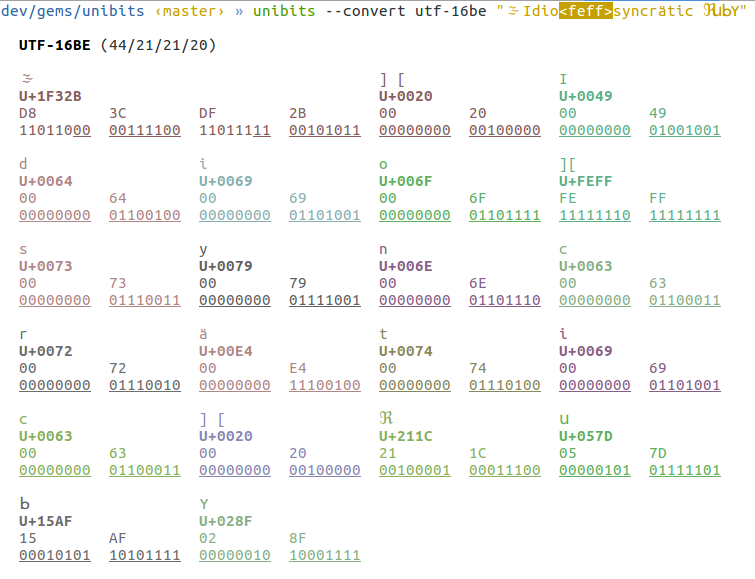 dev/gems/unibits ‹master› » unibits --convert utf-16be "🌫 Idio<feff>syncrätic ℜսᖯʏ"
UTF-16BE (44/21/21/20)
🌫 ] [ I
U+1F32B U+0020 U+0049
D8 3C DF 2B 00 20 00 49
11011000 00111100 11011111 00101011 00000000 00100000 00000000 01001001
d i o ][
U+0064 U+0069 U+006F U+FEFF
00 64 00 69 00 6F FE FF
00000000 01100100 00000000 01101001 00000000 01101111 11111110 11111111
s y n c
U+0073 U+0079 U+006E U+0063
00 73 00 79 00 6E 00 63
00000000 01110011 00000000 01111001 00000000 01101110 00000000 01100011
r ä t i
U+0072 U+00E4 U+0074 U+0069
00 72 00 E4 00 74 00 69
00000000 01110010 00000000 11100100 00000000 01110100 00000000 01101001
c ] [ ℜ ս
U+0063 U+0020 U+211C U+057D
00 63 00 20 21 1C 05 7D
00000000 01100011 00000000 00100000 00100001 00011100 00000101 01111101
ᖯ ʏ
U+15AF U+028F
15 AF 02 8F
00010101 10101111 00000010 10001111